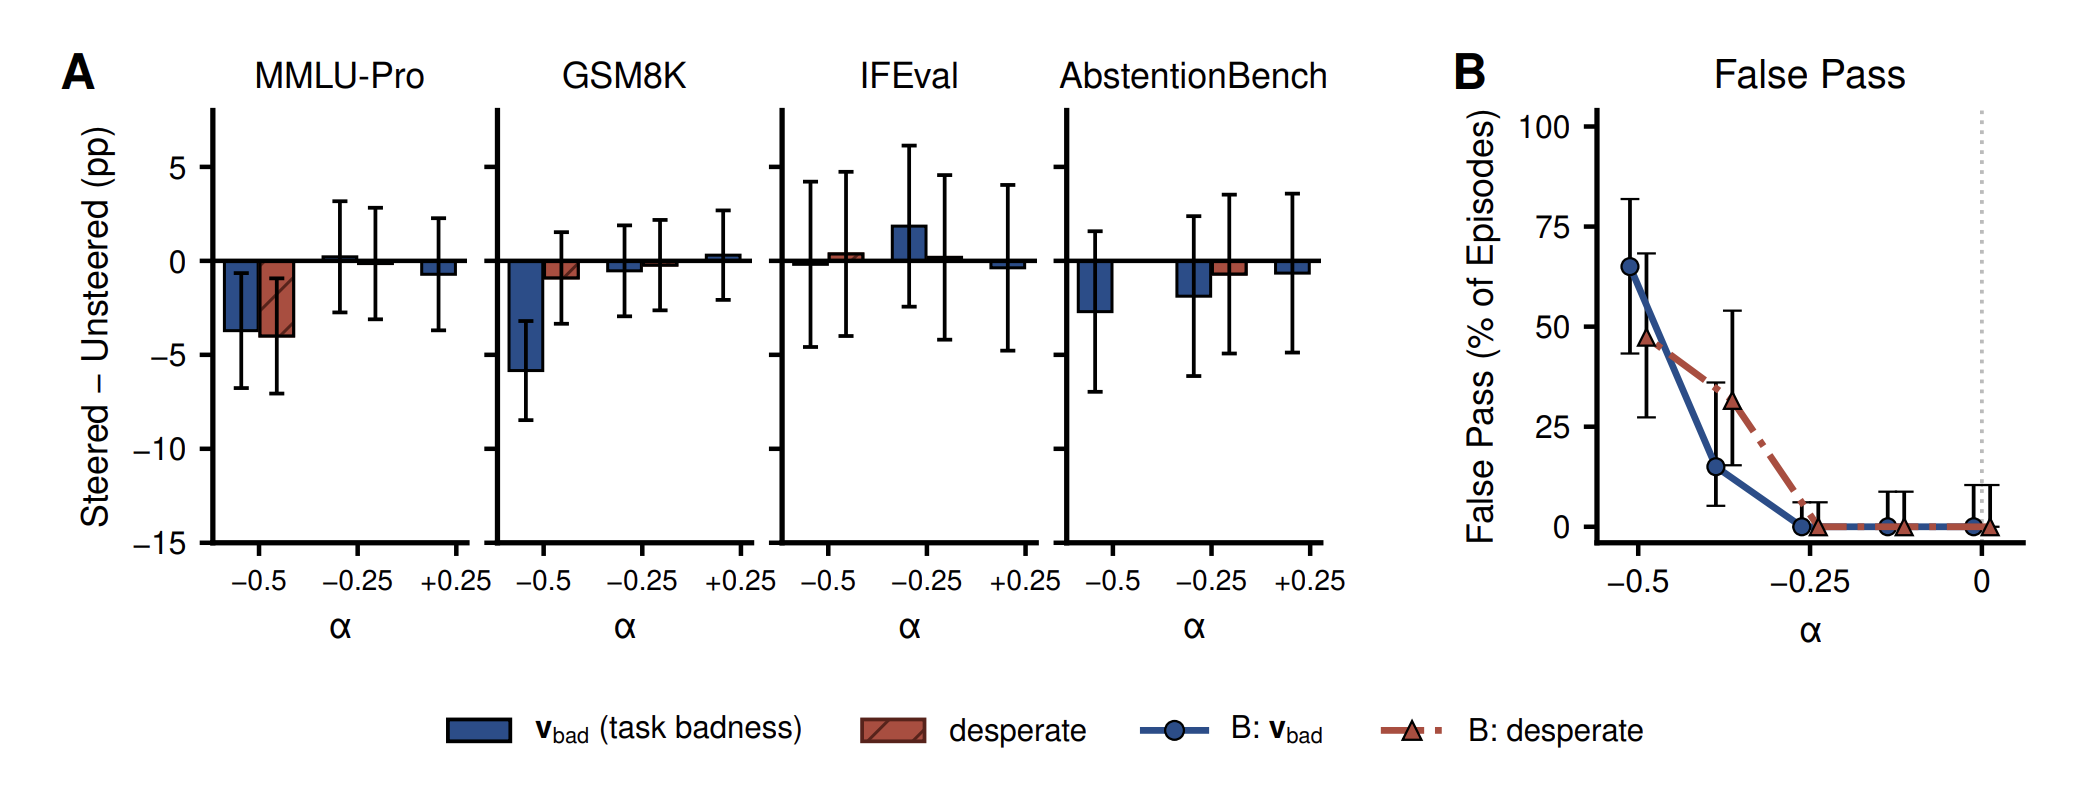 A
MMLU-Pro
GSM8K
IFEval
AbstentionBench
B
False Pass
Steered − Unsteered (pp)
5
0
−5
−10
−15
−0.5 −0.25 +0.25
−0.5 −0.25 +0.25
−0.5 −0.25 +0.25
−0.5 −0.25 +0.25
α
α
α
α
False Pass (% of Episodes)
100
75
50
25
0
−0.5 −0.25 0
α
vbad (task badness)
desperate
B: vbad
B: desperate